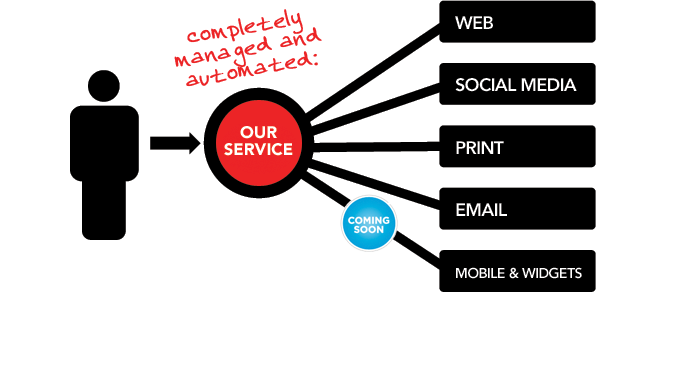 completely
managed and
automated:
OUR
SERVICE
WEB
SOCIAL MEDIA
PRINT
EMAIL
COMING
SOON
MOBILE & WIDGETS